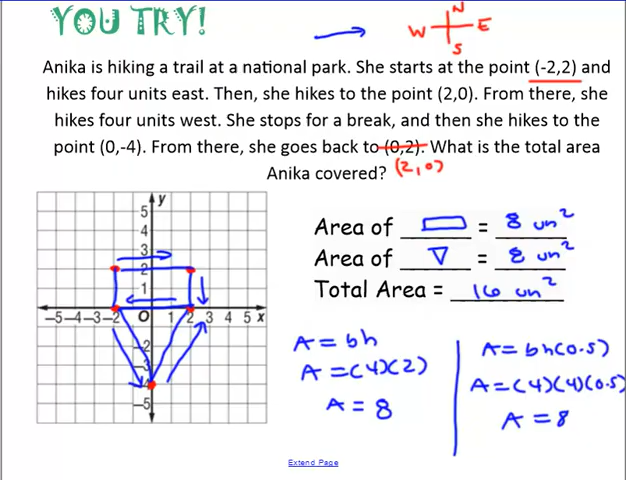 YOU TRY!
N
W E
S
Anika is hiking a trail at a national park. She starts at the point (-2,2) and
hikes four units east. Then, she hikes to the point (2,0). From there, she
hikes four units west. She stops for a break, and then she hikes to the
point (0,-4). From there, she goes back to (0,2). What is the total area
Anika covered? (2,0)
y
5
4
3
2
1
-5 -4 -3 -2 O 1 2 3 4 5 x
-2
-3
-4
-5
Area of = 8 un²
Area of = 8 un²
Total Area = 16 un²
A = bh
A = (4)(2)
A = 8
A = bh(0.5)
A = (4)(4)(0.5)
A = 8
Extend Page